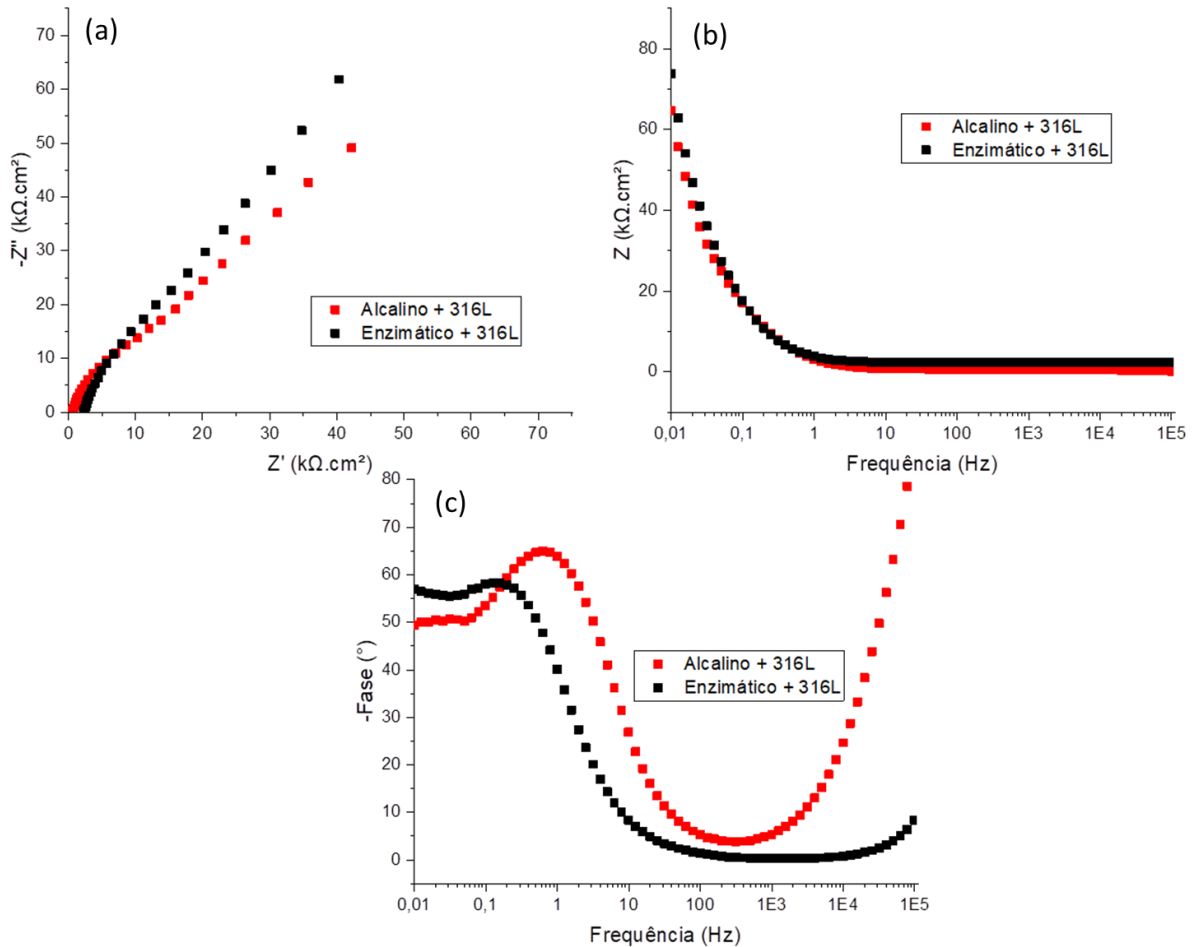 (a)
70
60
50
40
30
20
10
0
-Z'' (kΩ.cm²)
Alcalino + 316L
Enzimático + 316L
0 10 20 30 40 50 60 70
Z' (kΩ.cm²)
(b)
80
60
40
20
0
Z (kΩ.cm²)
Alcalino + 316L
Enzimático + 316L
0,01 0,1 1 10 100 1E3 1E4 1E5
Frequência (Hz)
(c)
80
70
60
50
40
30
20
10
0
-Fase (°)
Alcalino + 316L
Enzimático + 316L
0,01 0,1 1 10 100 1E3 1E4 1E5
Frequência (Hz)